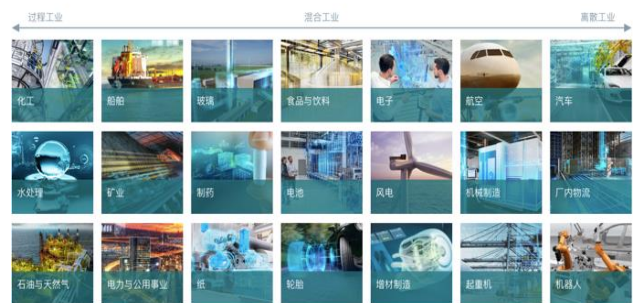 过程工业
混合工业
离散工业
化工
船舶
玻璃
食品与饮料
电子
航空
汽车
水处理
矿业
制药
电池
风电
机械制造
厂内物流
石油与天然气
电力与公用事业
纸
轮胎
增材制造
起重机
机器人